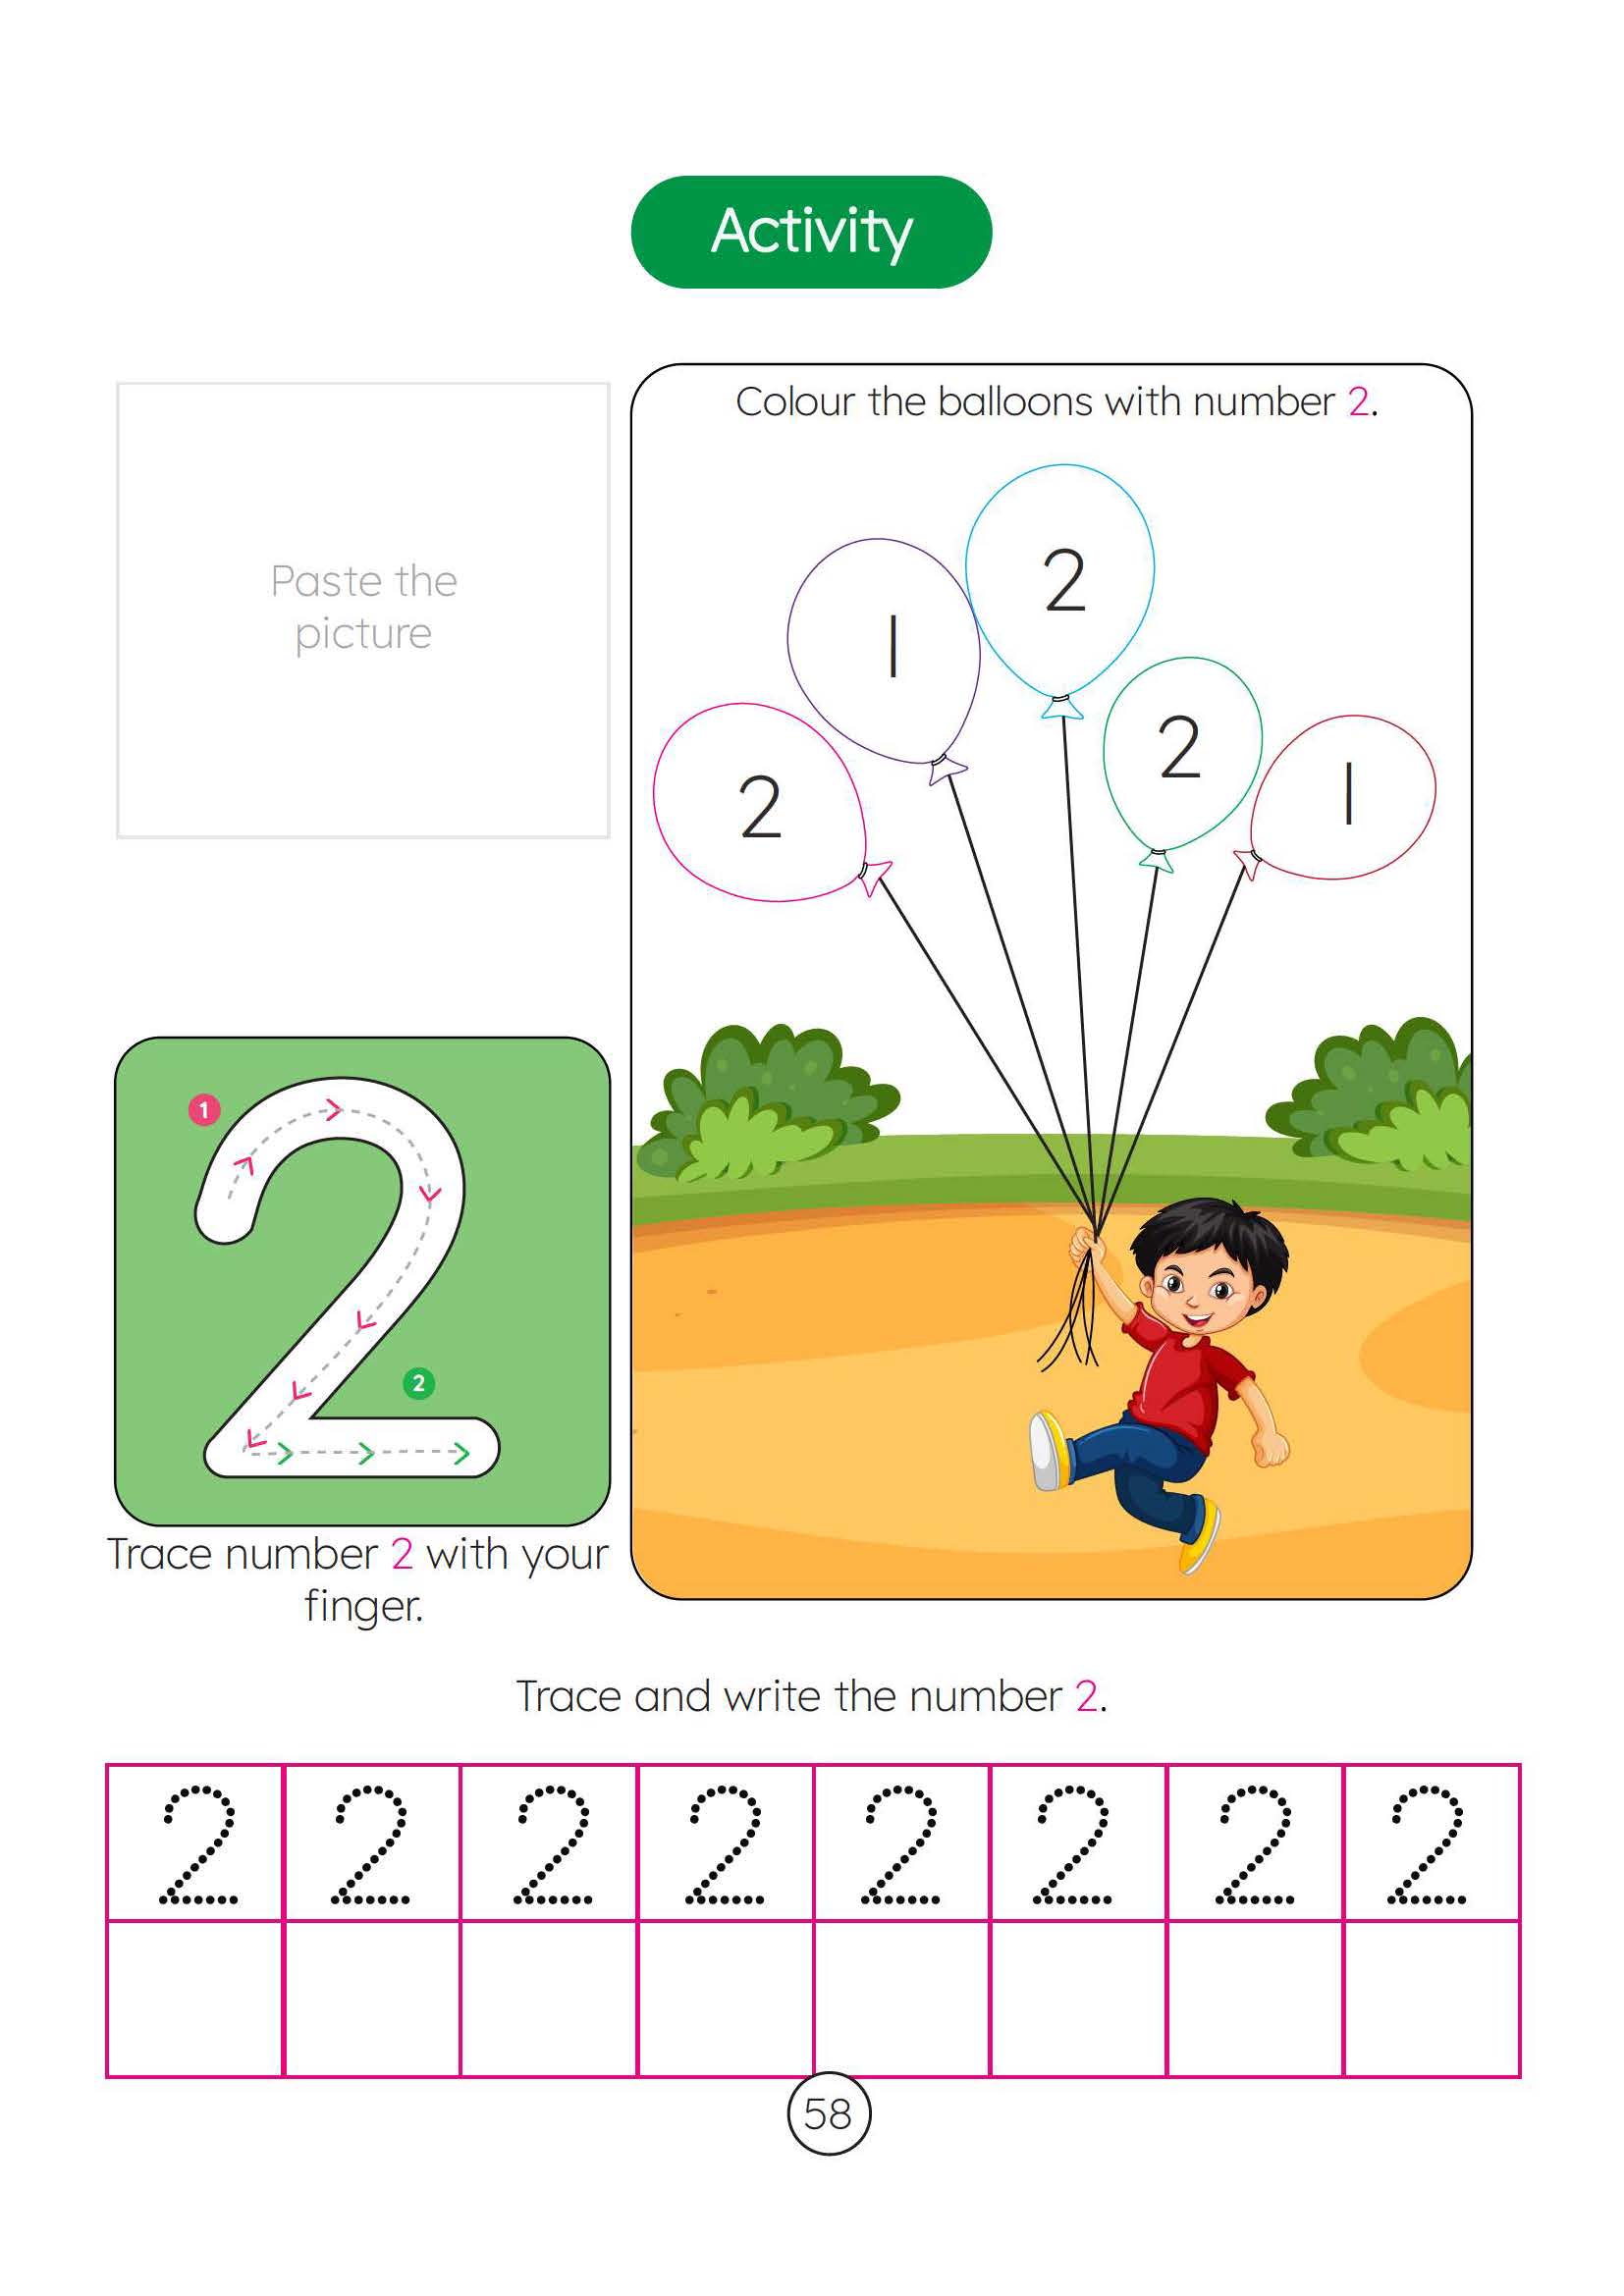 Activity
Paste the
picture
Colour the balloons with number 2.
2
1
2
2
1
1
2
Trace number 2 with your
finger.
Trace and write the number 2.
2 2 2 2 2 2 2 2
58